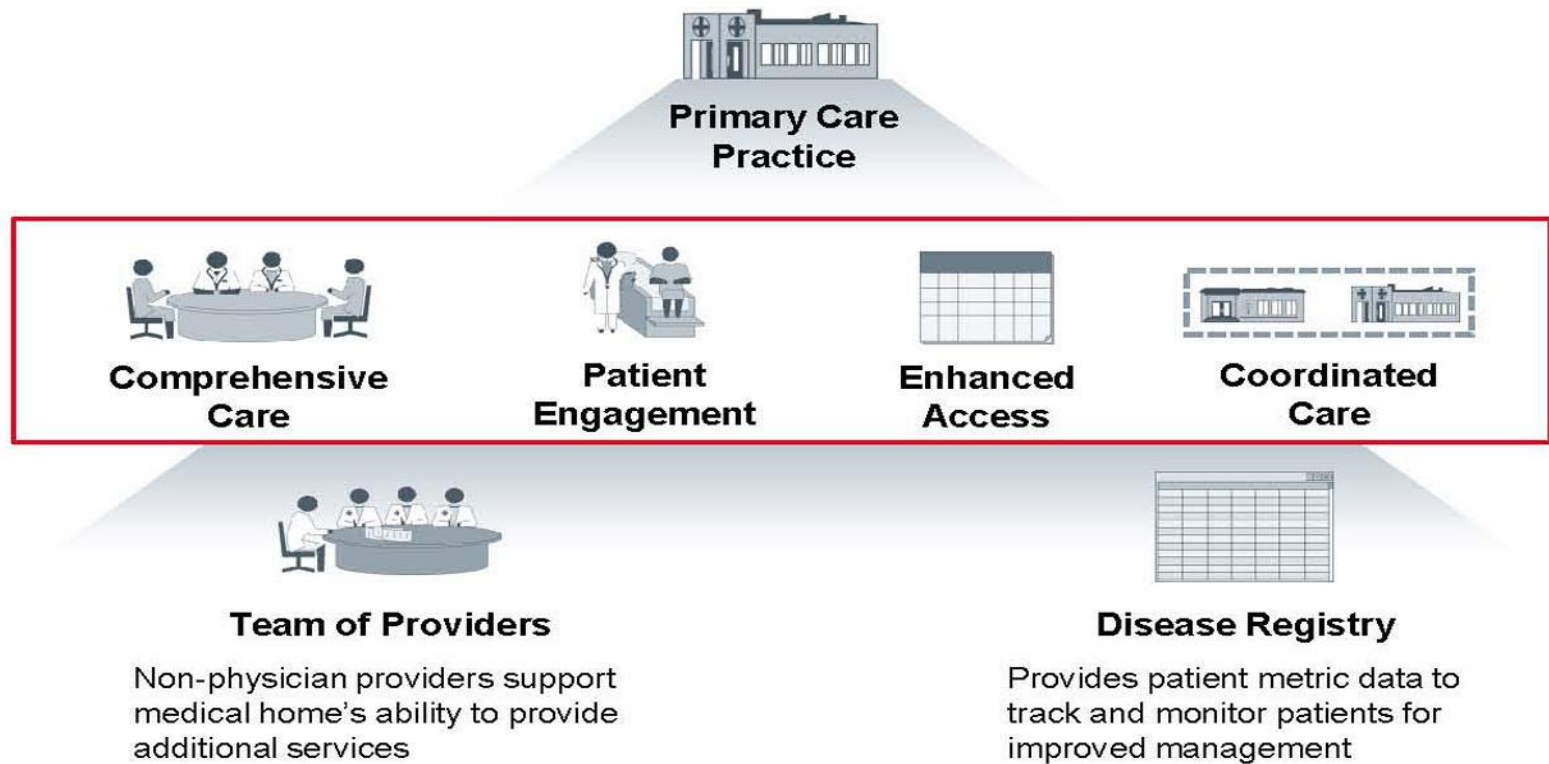 Primary Care
Practice
Comprehensive
Care
Patient
Engagement
Enhanced
Access
Coordinated
Care
Team of Providers
Non-physician providers support
medical home's ability to provide
additional services
Disease Registry
Provides patient metric data to
track and monitor patients for
improved management